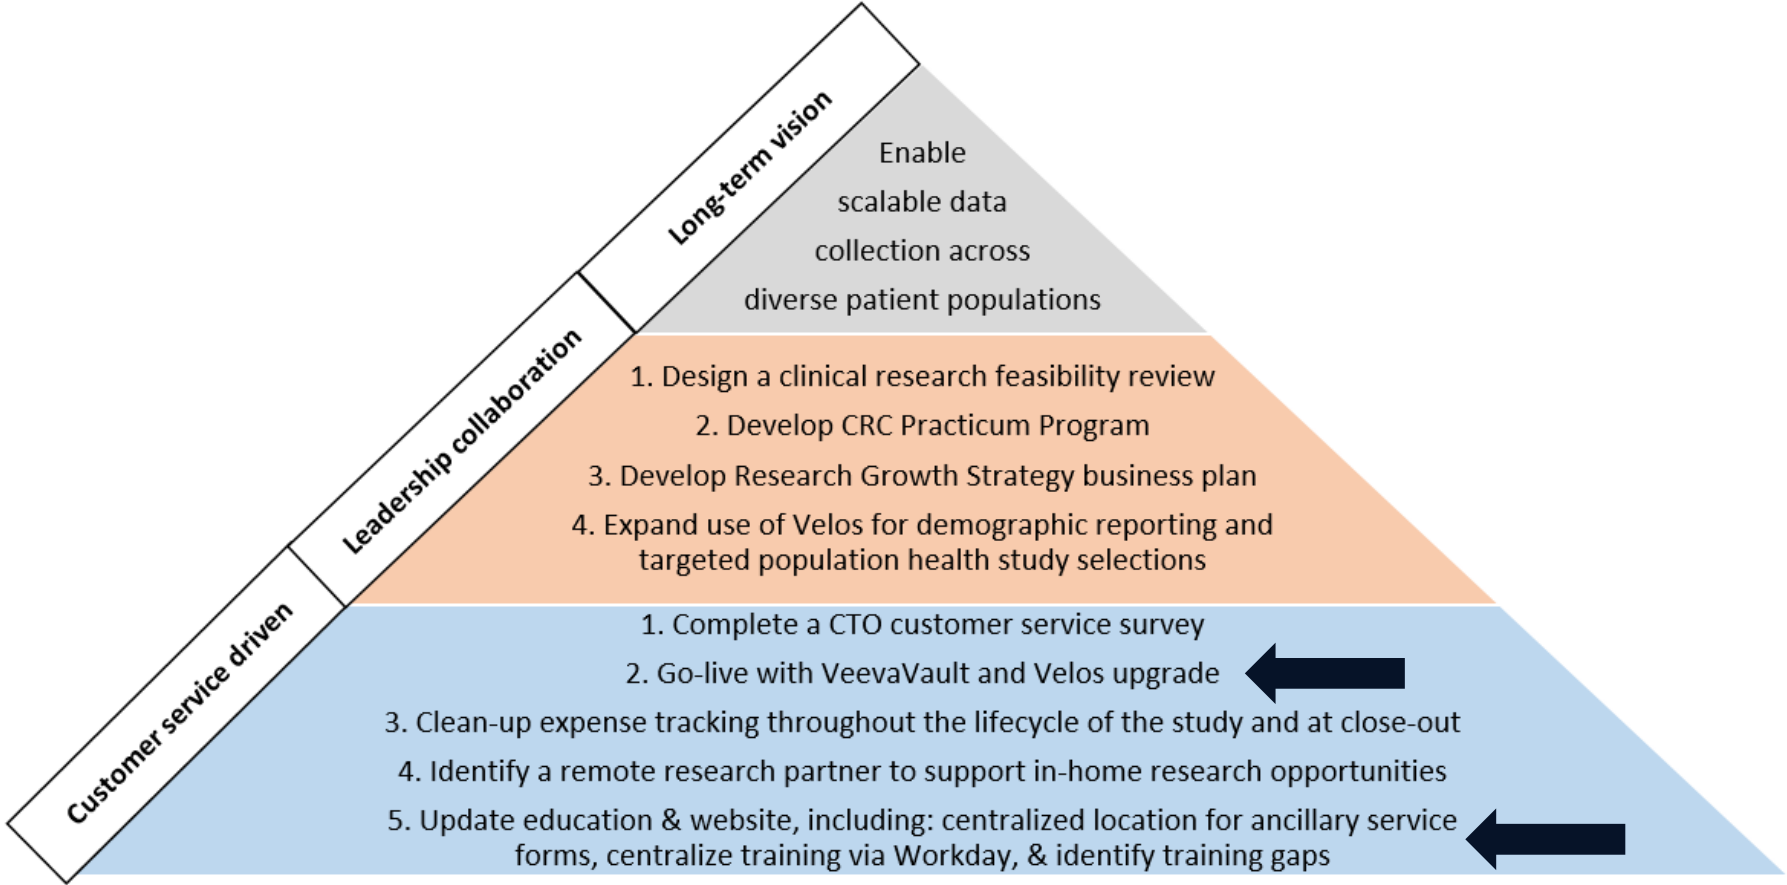 Long-term vision
Enable
scalable data
collection across
diverse patient populations
Leadership collaboration
1. Design a clinical research feasibility review
2. Develop CRC Practicum Program
3. Develop Research Growth Strategy business plan
4. Expand use of Velos for demographic reporting and
targeted population health study selections
Customer service driven
1. Complete a CTO customer service survey
2. Go-live with VeevaVault and Velos upgrade
3. Clean-up expense tracking throughout the lifecycle of the study and at close-out
4. Identify a remote research partner to support in-home research opportunities
5. Update education & website, including: centralized location for ancillary service
forms, centralize training via Workday, & identify training gaps